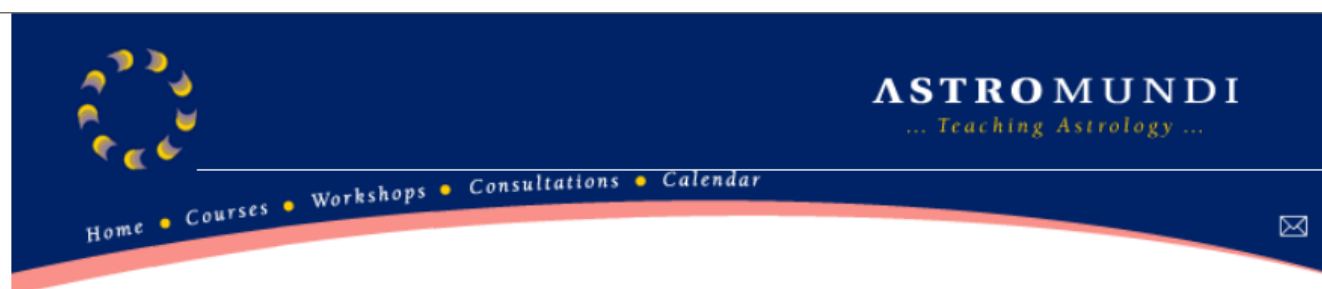 ASTROMUNDI
... Teaching Astrology ...
Home • Courses • Workshops • Consultations • Calendar